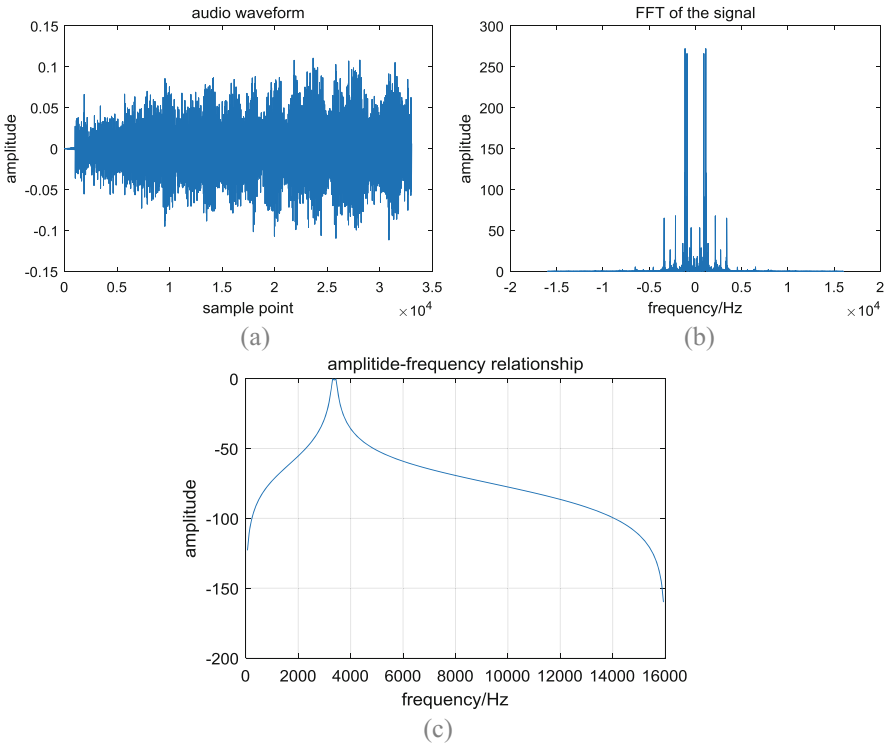 audio waveform
0.15
0.1
0.05
0
-0.05
-0.1
-0.15
amplitude
0 0.5 1 1.5 2 2.5 3 3.5
sample point
×10^4
(a)
FFT of the signal
300
250
200
150
100
50
0
amplitude
-2 -1.5 -1 -0.5 0 0.5 1 1.5 2
frequency/Hz
×10^4
(b)
amplitide-frequency relationship
0
-50
-100
-150
-200
amplitude
0 2000 4000 6000 8000 10000 12000 14000 16000
frequency/Hz
(c)